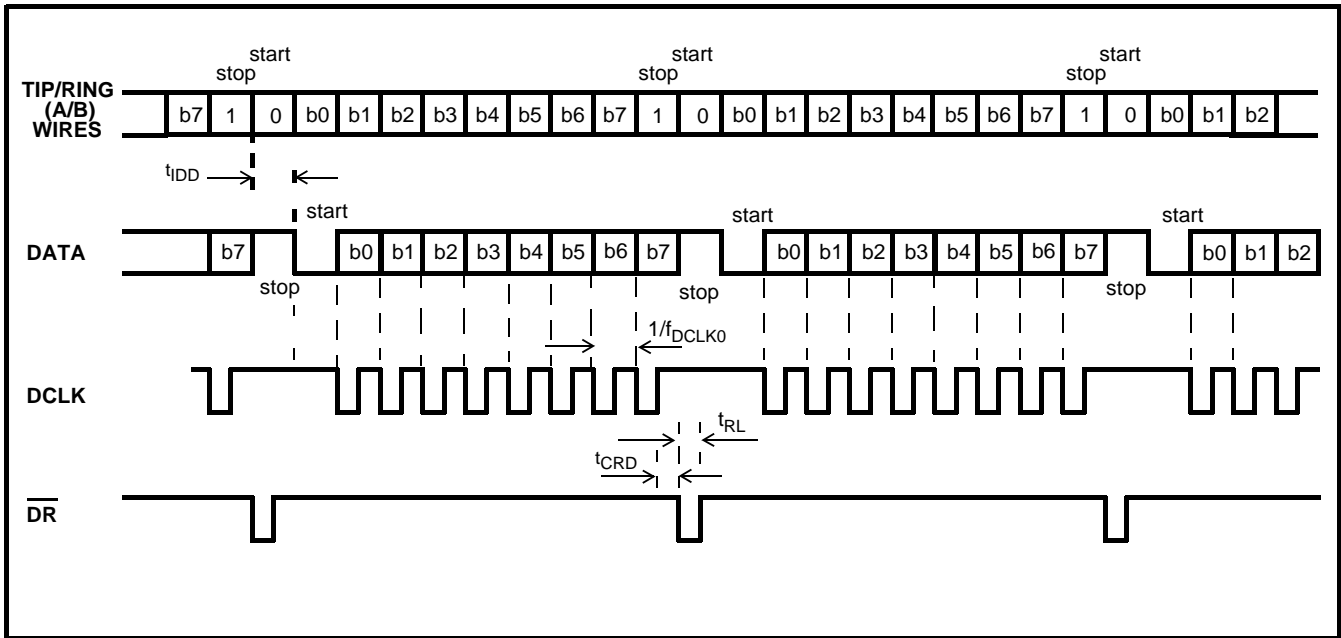 start start start
stop stop stop
TIP/RING
(A/B)
WIRES
b7 1 0 b0 b1 b2 b3 b4 b5 b6 b7 1 0 b0 b1 b2 b3 b4 b5 b6 b7 1 0 b0 b1 b2
tIDD
start start start
DATA b7 b0 b1 b2 b3 b4 b5 b6 b7 b0 b1 b2 b3 b4 b5 b6 b7 b0 b1 b2
stop stop stop
1/fDCLK0
DCLK
tRL
tCRD
DR